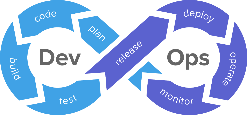 code
deploy
plan
Dev
release
Ops
build
operate
test
monitor